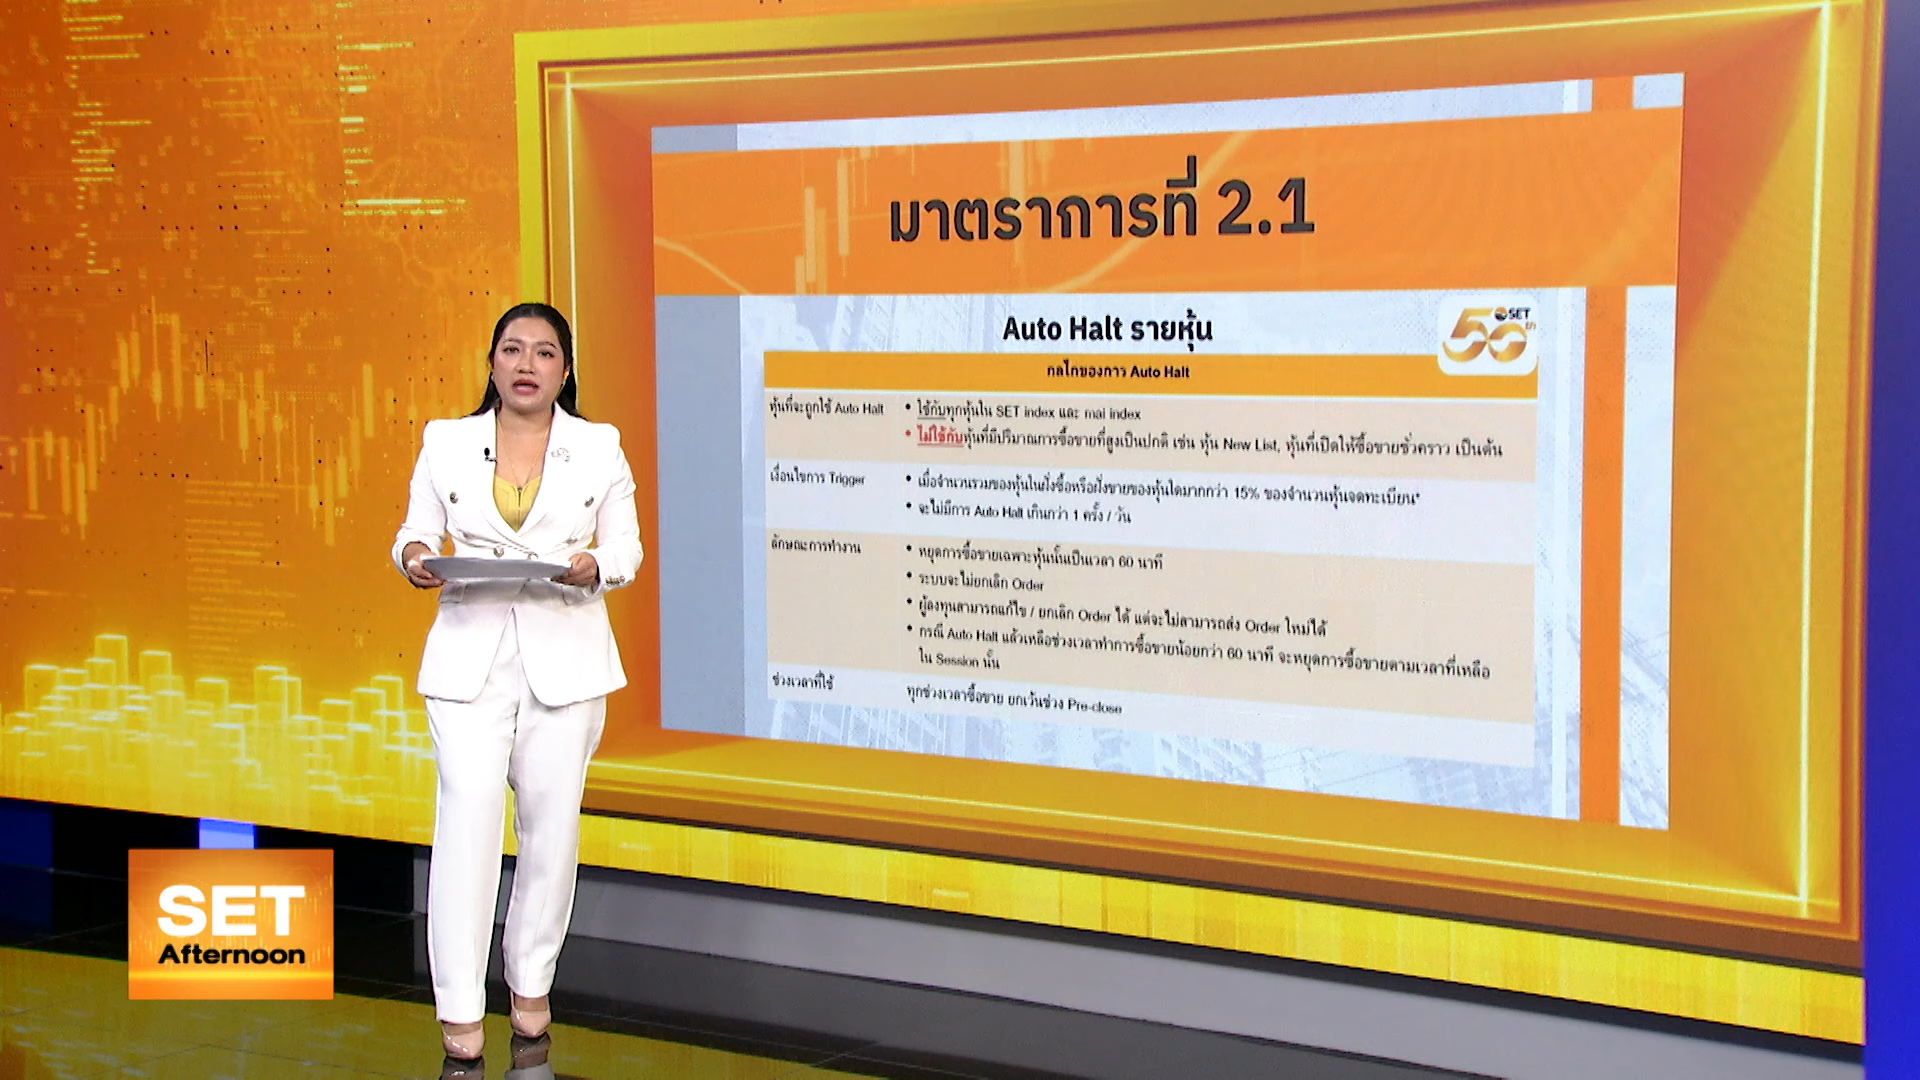 มาตราการที่ 2.1
SET
50 ปี
Auto Halt รายหุ้น
กลไกของการ Auto Halt
หุ้นที่จะถูกใช้ Auto Halt
• ใช้กับทุกหุ้นใน SET index และ mai index
• ไม่ใช้กับหุ้นที่มีปริมาณการซื้อขายที่สูงเป็นปกติ เช่น หุ้น New List, หุ้นที่เปิดให้ซื้อขายชั่วคราว เป็นต้น
เงื่อนไขการ Trigger
• เมื่อจำนวนรวมของหุ้นในฝั่งซื้อหรือฝั่งขายของหุ้นใดมากกว่า 15% ของจำนวนหุ้นจดทะเบียน*
• จะไม่มีการ Auto Halt เกินกว่า 1 ครั้ง / วัน
ลักษณะการทำงาน
• หยุดการซื้อขายเฉพาะหุ้นนั้นเป็นเวลา 60 นาที
• ระบบจะไม่ยกเลิก Order
• ผู้ลงทุนสามารถแก้ไข / ยกเลิก Order ได้ แต่จะไม่สามารถส่ง Order ใหม่ได้
• กรณี Auto Halt แล้วเหลือช่วงเวลาทำการซื้อขายน้อยกว่า 60 นาที จะหยุดการซื้อขายตามเวลาที่เหลือ
ใน Session นั้น
ช่วงเวลาที่ใช้
ทุกช่วงเวลาซื้อขาย ยกเว้นช่วง Pre-close
SET
Afternoon